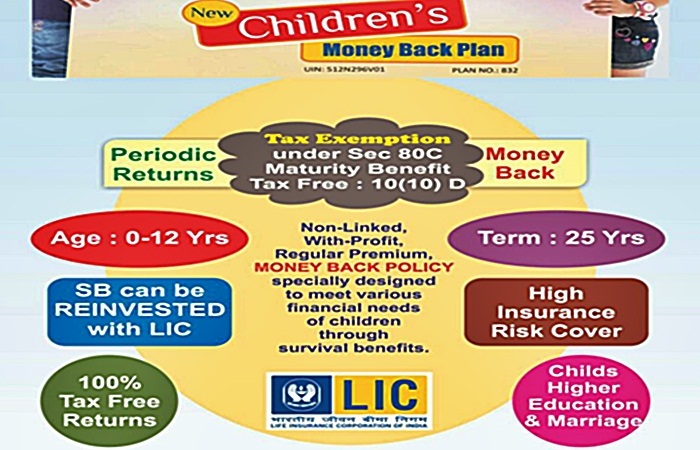 New
Children's
Money Back Plan
UIN: 512N296V01
PLAN NO.: 832
Periodic
Returns
Tax Exemption
under Sec 80C
Maturity Benefit
Tax Free : 10(10) D
Money
Back
Age : 0-12 Yrs
Non-Linked,
With-Profit,
Regular Premium,
MONEY BACK POLICY
specially designed
to meet various
financial needs
of children
through
survival benefits.
Term : 25 Yrs
SB can be
REINVESTED
with LIC
High
Insurance
Risk Cover
100%
Tax Free
Returns
LIC
भारतीय जीवन बीमा निगम
LIFE INSURANCE CORPORATION OF INDIA
Childs
Higher
Education
& Marriage